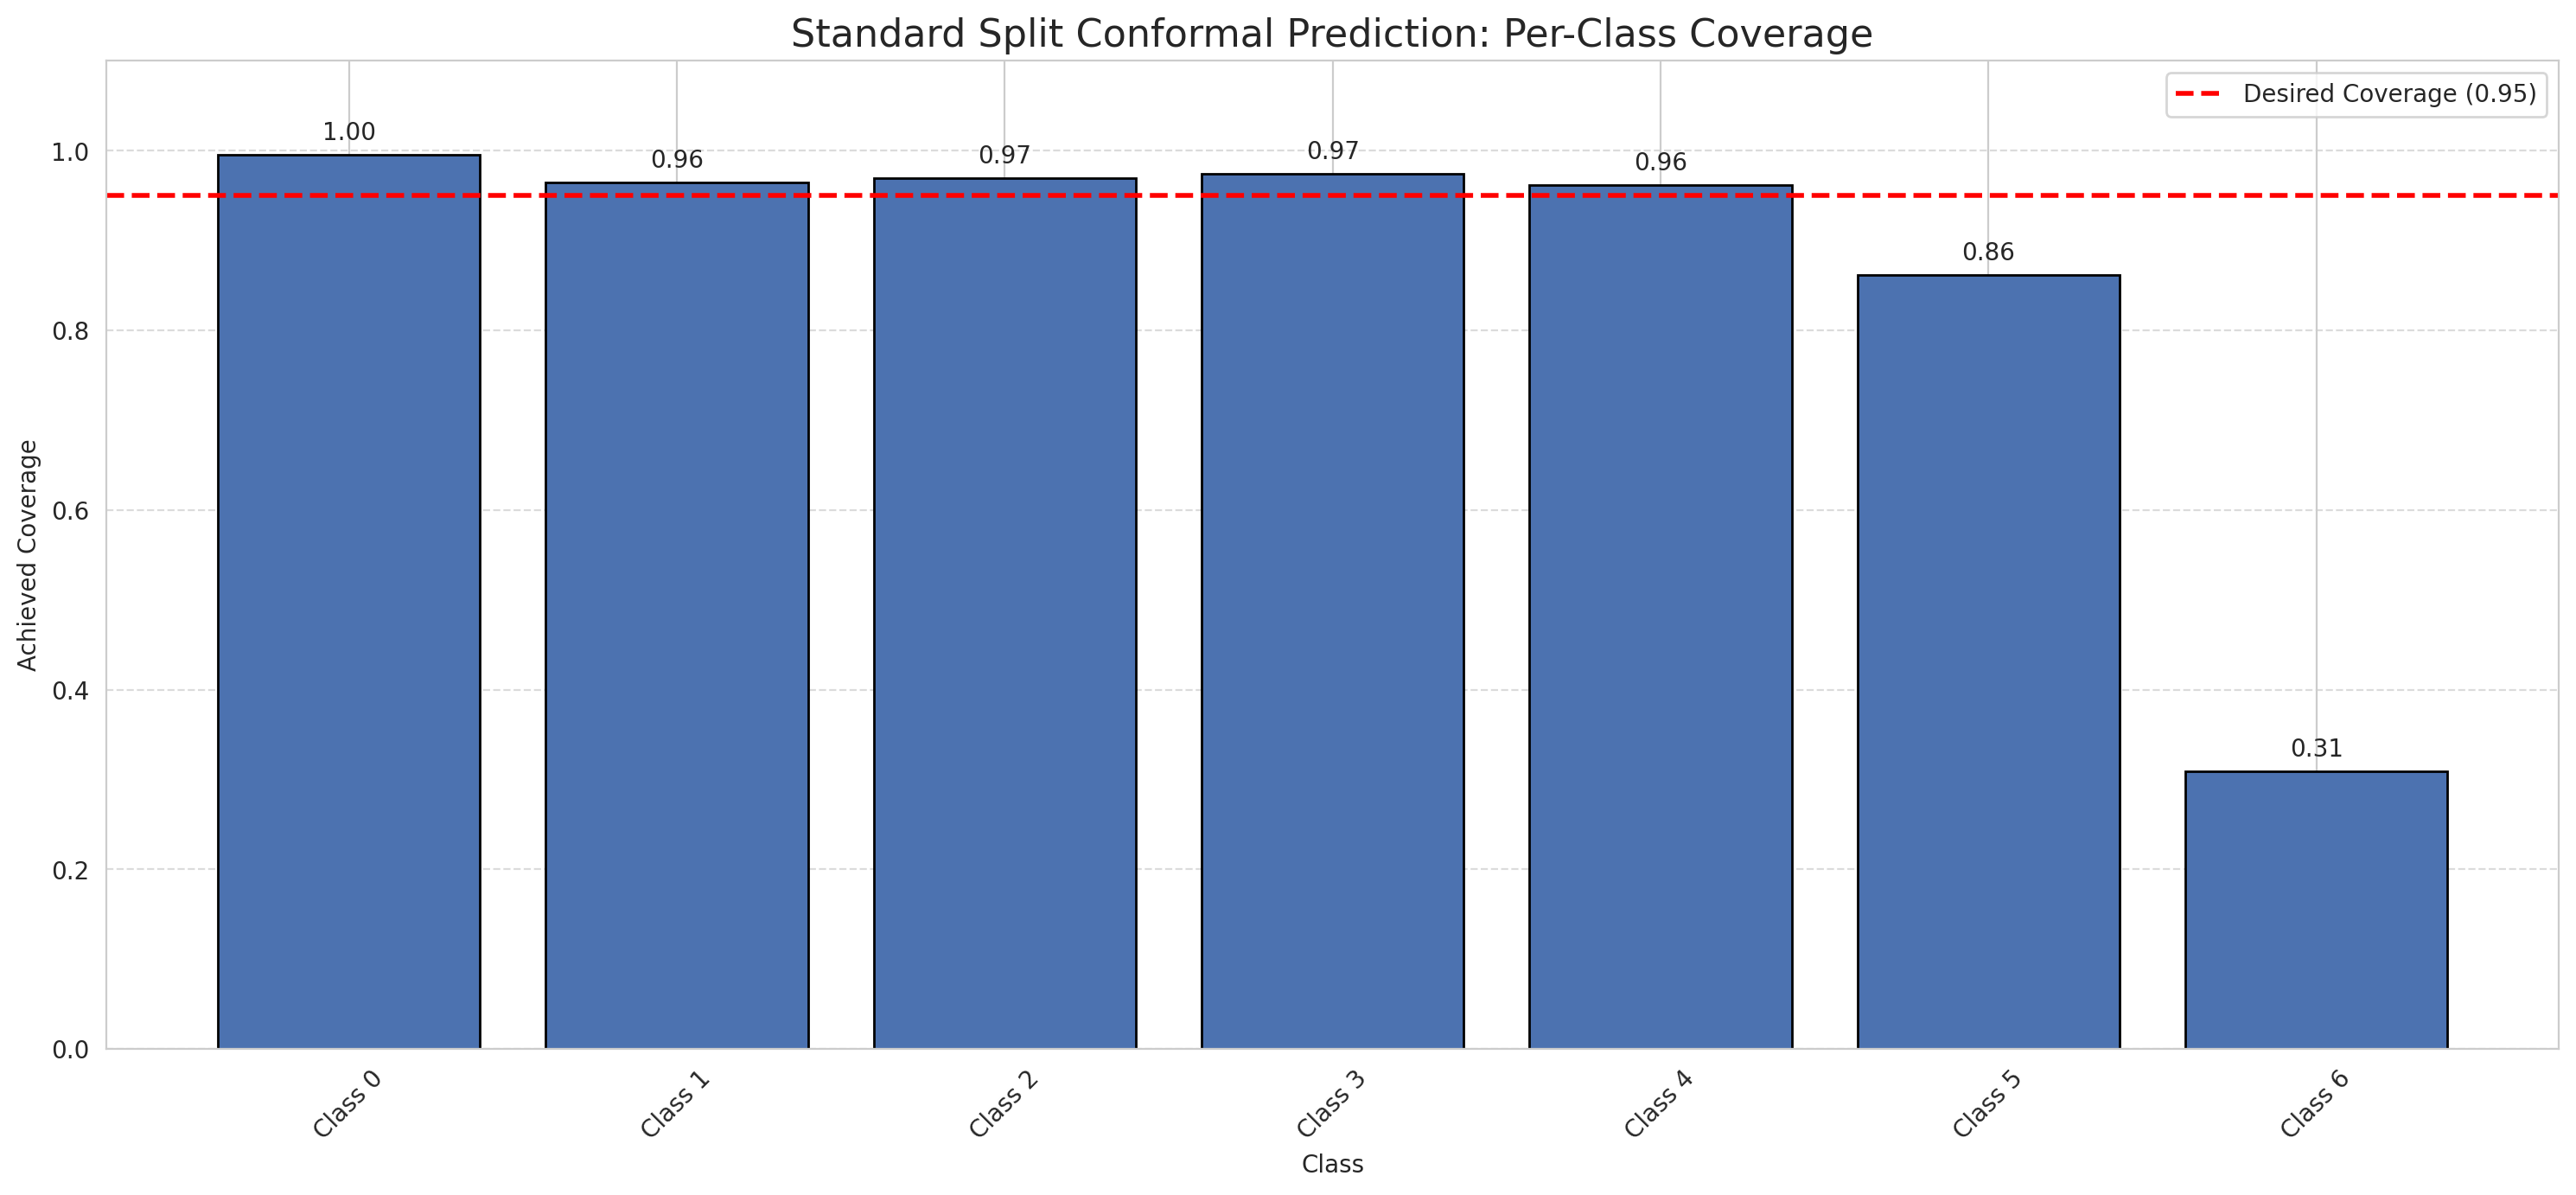 Standard Split Conformal Prediction: Per-Class Coverage
Desired Coverage (0.95)
1.00
0.96
0.97
0.97
0.96
0.86
0.31
Achieved Coverage
1.0
0.8
0.6
0.4
0.2
0.0
Class 0
Class 1
Class 2
Class 3
Class 4
Class 5
Class 6
Class